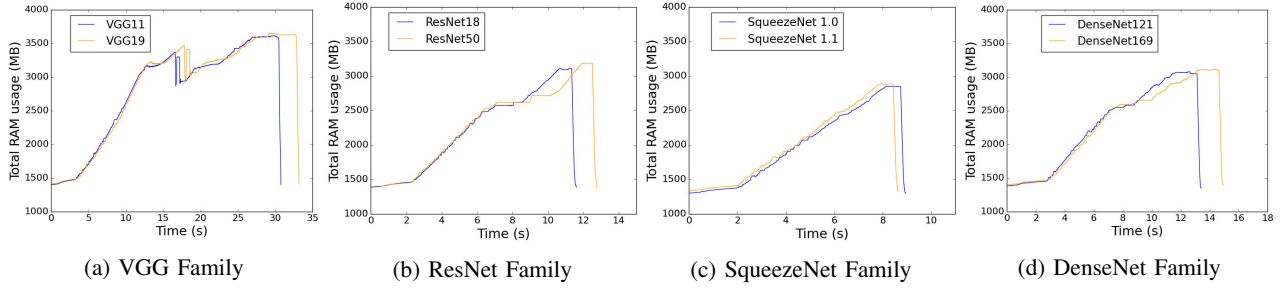 4000
3500
3000
2500
2000
1500
1000
Total RAM usage (MB)
VGG11
VGG19
0 5 10 15 20 25 30 35
Time (s)
(a) VGG Family
4000
3500
3000
2500
2000
1500
1000
Total RAM usage (MB)
ResNet18
ResNet50
0 2 4 6 8 10 12 14
Time (s)
(b) ResNet Family
4000
3500
3000
2500
2000
1500
1000
Total RAM usage (MB)
SqueezeNet 1.0
SqueezeNet 1.1
0 2 4 6 8 10
Time (s)
(c) SqueezeNet Family
4000
3500
3000
2500
2000
1500
1000
Total RAM usage (MB)
DenseNet121
DenseNet169
0 2 4 6 8 10 12 14 16 18
Time (s)
(d) DenseNet Family